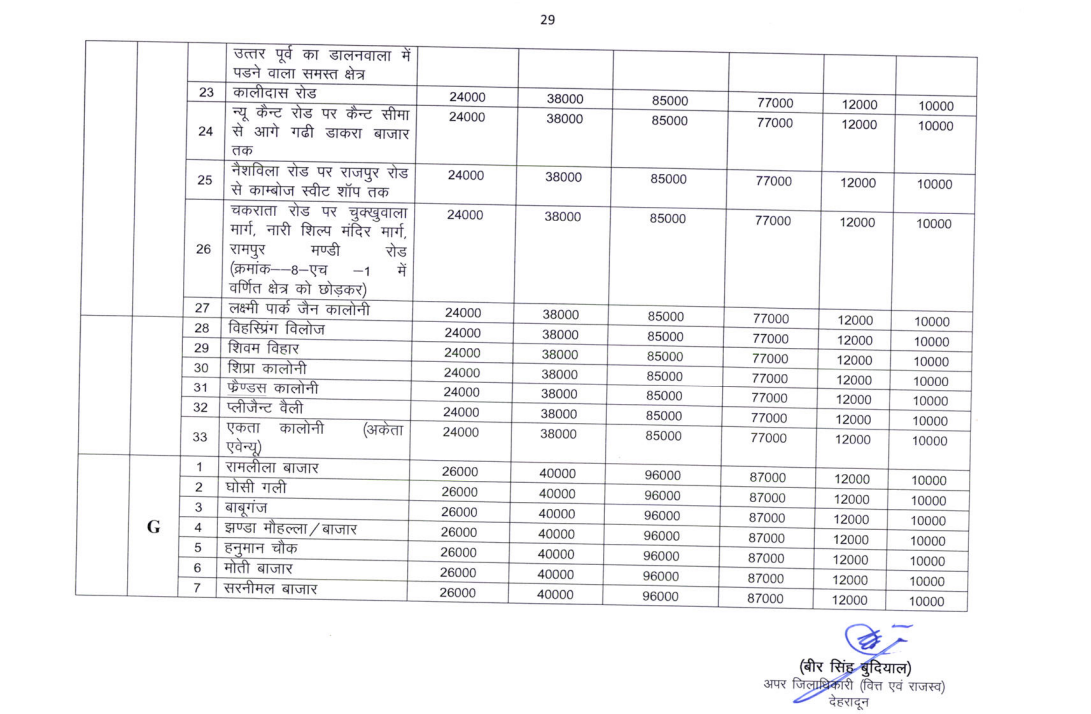 29
उत्तर पूर्व का डालनवाला में
पडने वाला समस्त क्षेत्र
23 कालीदास रोड 24000 38000 85000 77000 12000 10000
24 न्यू कैन्ट रोड पर कैन्ट सीमा 24000 38000 85000 77000 12000 10000
से आगे गढी डाकरा बाजार
तक
25 नैशविला रोड पर राजपुर रोड 24000 38000 85000 77000 12000 10000
से काम्बोज स्वीट शॉप तक
26 चकराता रोड पर चुक्खुवाला 24000 38000 85000 77000 12000 10000
मार्ग, नारी शिल्प मंदिर मार्ग,
रामपुर मण्डी रोड
(क्रमांक——8—एच —1 में
वर्णित क्षेत्र को छोड़कर)
27 लक्ष्मी पार्क जैन कालोनी 24000 38000 85000 77000 12000 10000
28 विहस्प्रिंग विलोज 24000 38000 85000 77000 12000 10000
29 शिवम विहार 24000 38000 85000 77000 12000 10000
30 शिप्रा कालोनी 24000 38000 85000 77000 12000 10000
31 फ्रैण्डस कालोनी 24000 38000 85000 77000 12000 10000
32 प्लीजैन्ट वैली 24000 38000 85000 77000 12000 10000
33 एकता कालोनी (अकेता 24000 38000 85000 77000 12000 10000
एवेन्यू)
G
1 रामलीला बाजार 26000 40000 96000 87000 12000 10000
2 घोसी गली 26000 40000 96000 87000 12000 10000
3 बाबूगंज 26000 40000 96000 87000 12000 10000
4 झण्डा मौहल्ला/बाजार 26000 40000 96000 87000 12000 10000
5 हनुमान चौक 26000 40000 96000 87000 12000 10000
6 मोती बाजार 26000 40000 96000 87000 12000 10000
7 सरनीमल बाजार 26000 40000 96000 87000 12000 10000
(बीर सिंह बुदियाल)
अपर जिलाधिकारी (वित्त एवं राजस्व)
देहरादून